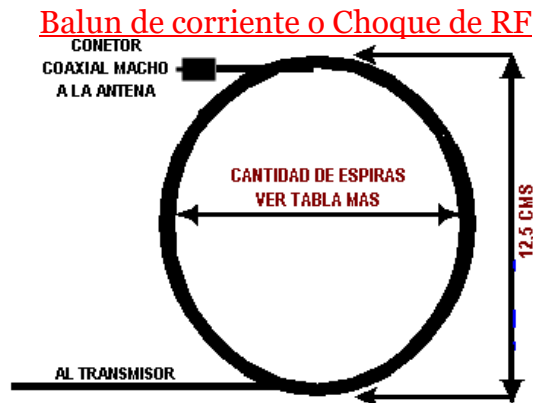 Balun de corriente o Choque de RF
CONETOR
COAXIAL MACHO
A LA ANTENA
CANTIDAD DE ESPIRAS
VER TABLA MAS
12.5 CMS
AL TRANSMISOR